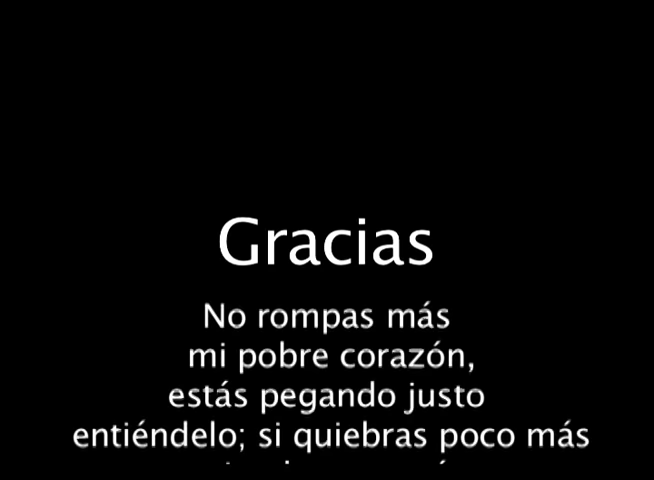 Gracias
No rompas más
mi pobre corazón,
estás pegando justo
entiéndelo; si quiebras poco más